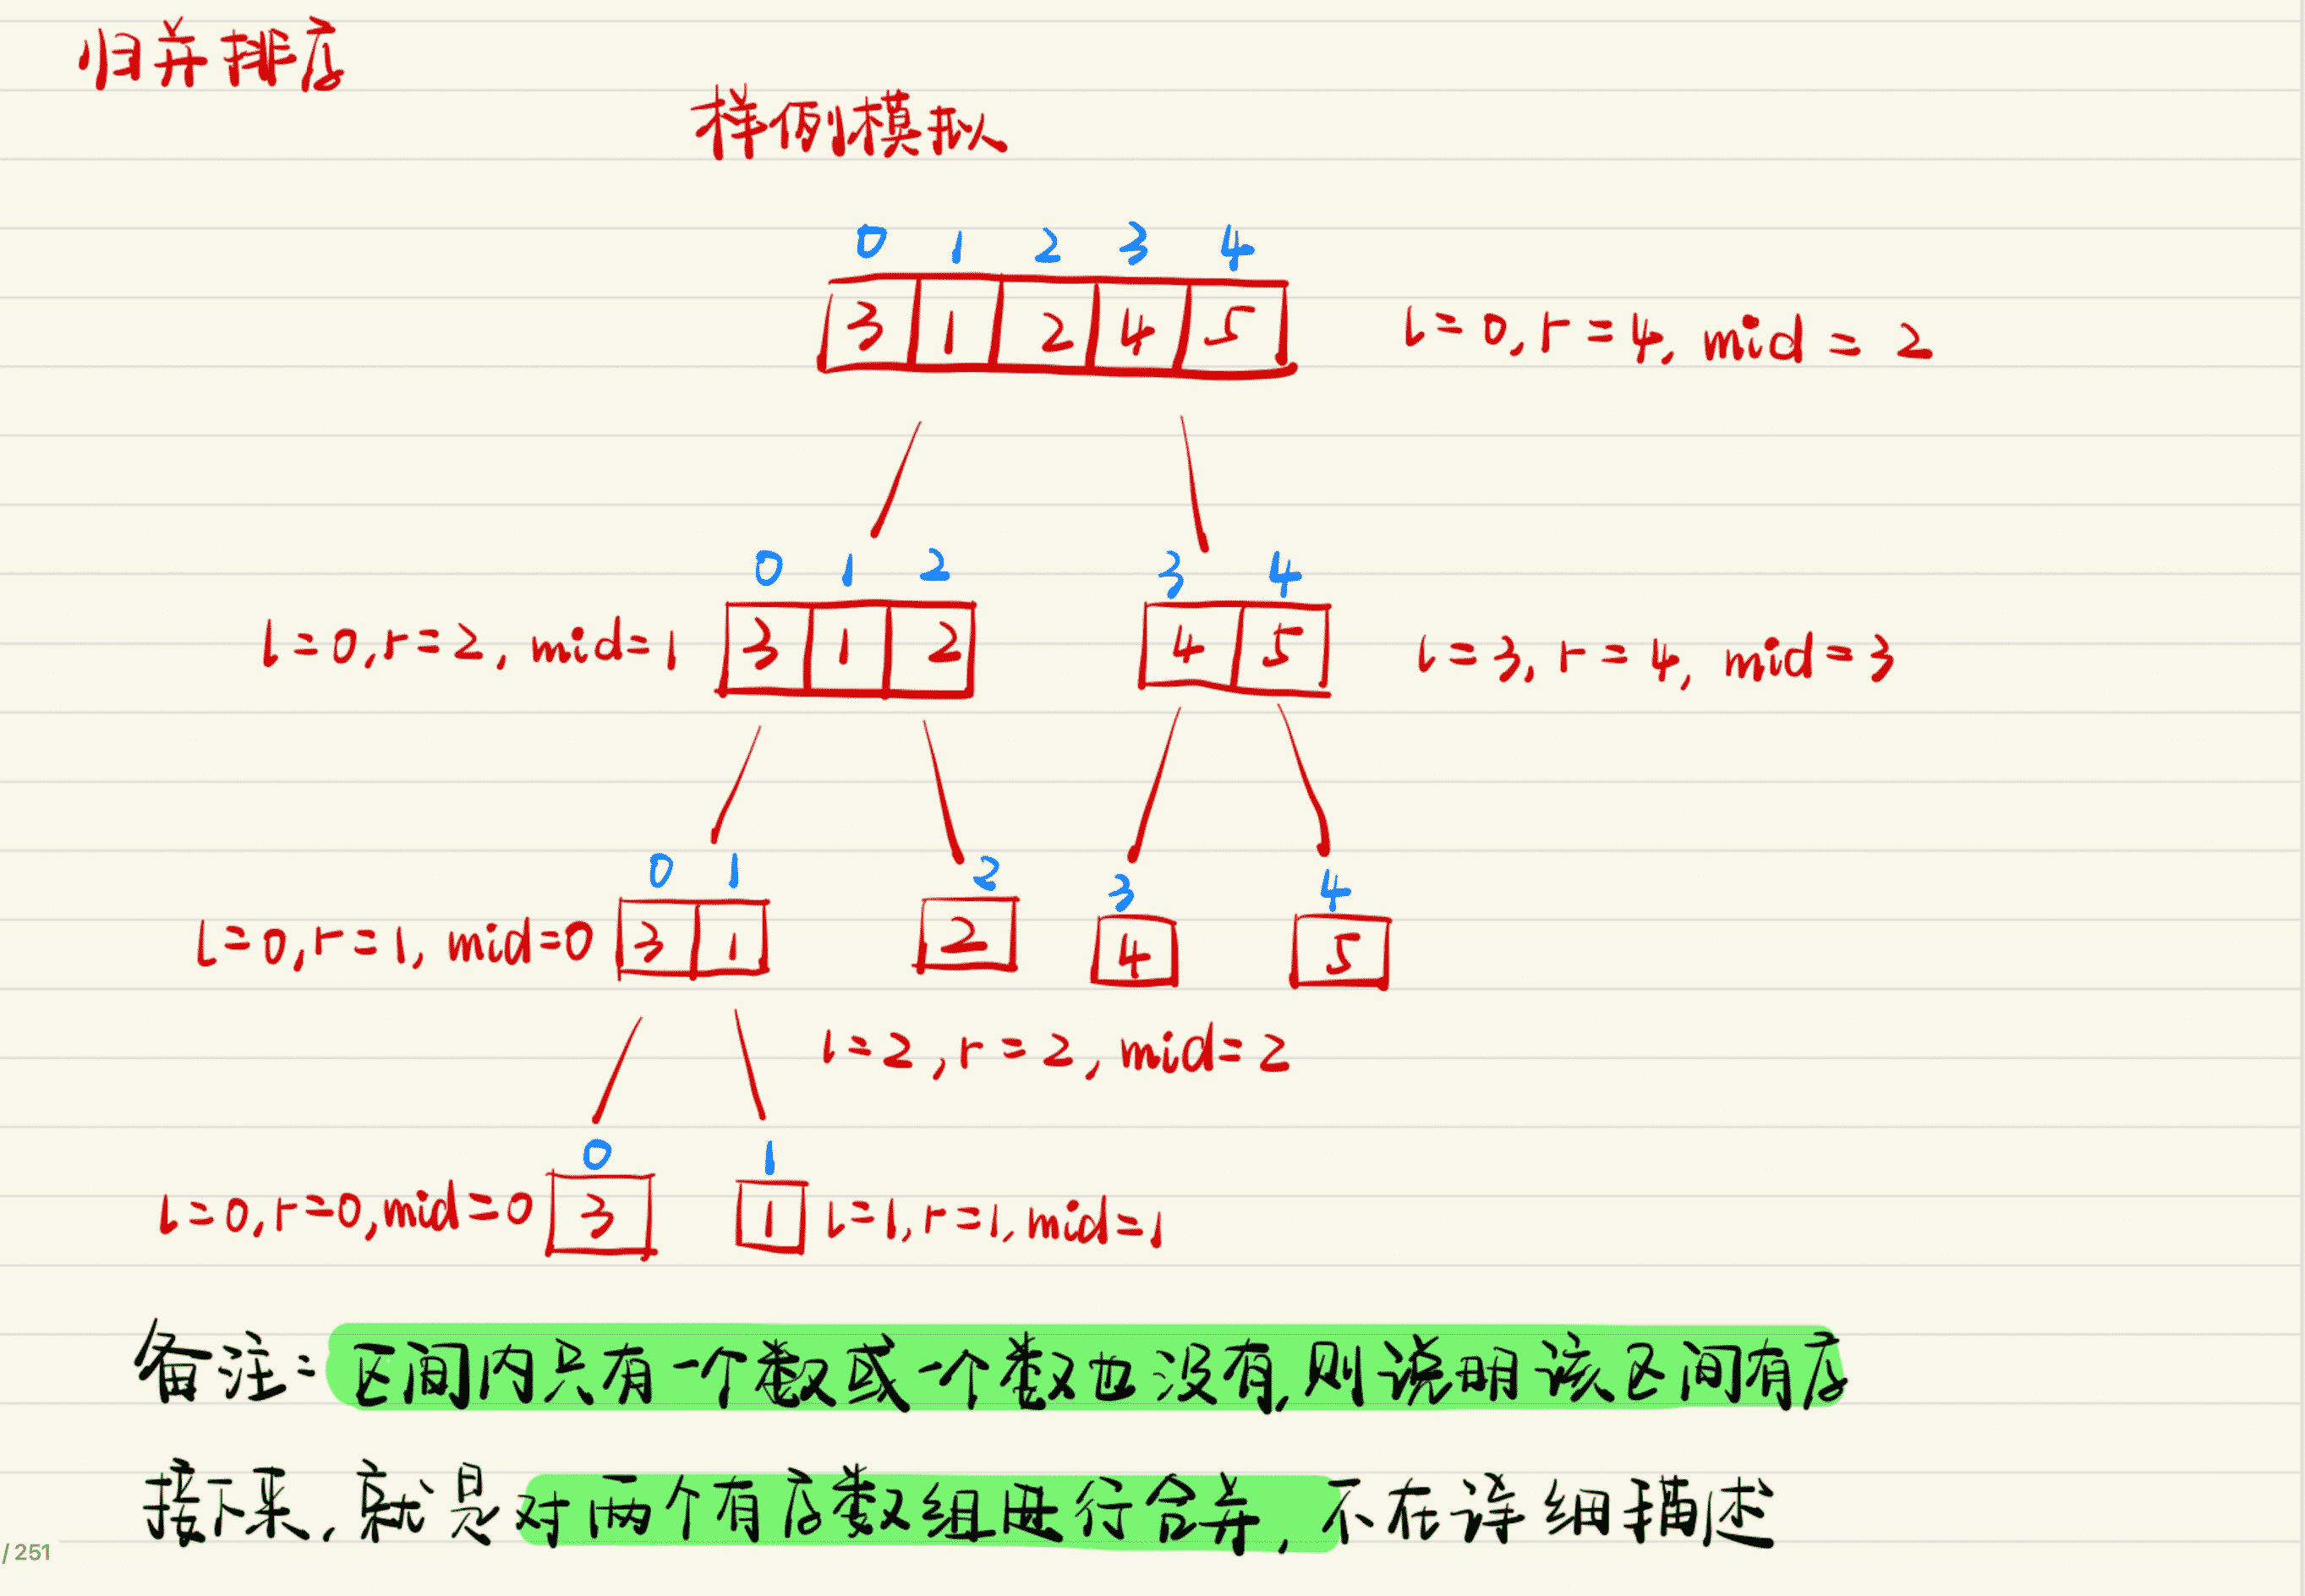 归并排序
样例模拟
0 1 2 3 4
3 1 2 4 5 l=0, r=4, mid=2
0 1 2 3 4
l=0, r=2, mid=1 3 1 2 4 5 l=3, r=4, mid=3
0 1 2 3 4
l=0, r=1, mid=0 3 1 2 4 5
l=2, r=2, mid=2
0 1
l=0, r=0, mid=0 3 1 l=1, r=1, mid=1
备注:区间内只有一个数或一个数也没有,则说明该区间有序
接下来,就是对两个有序数组进行合并,不在详细描述
/ 251